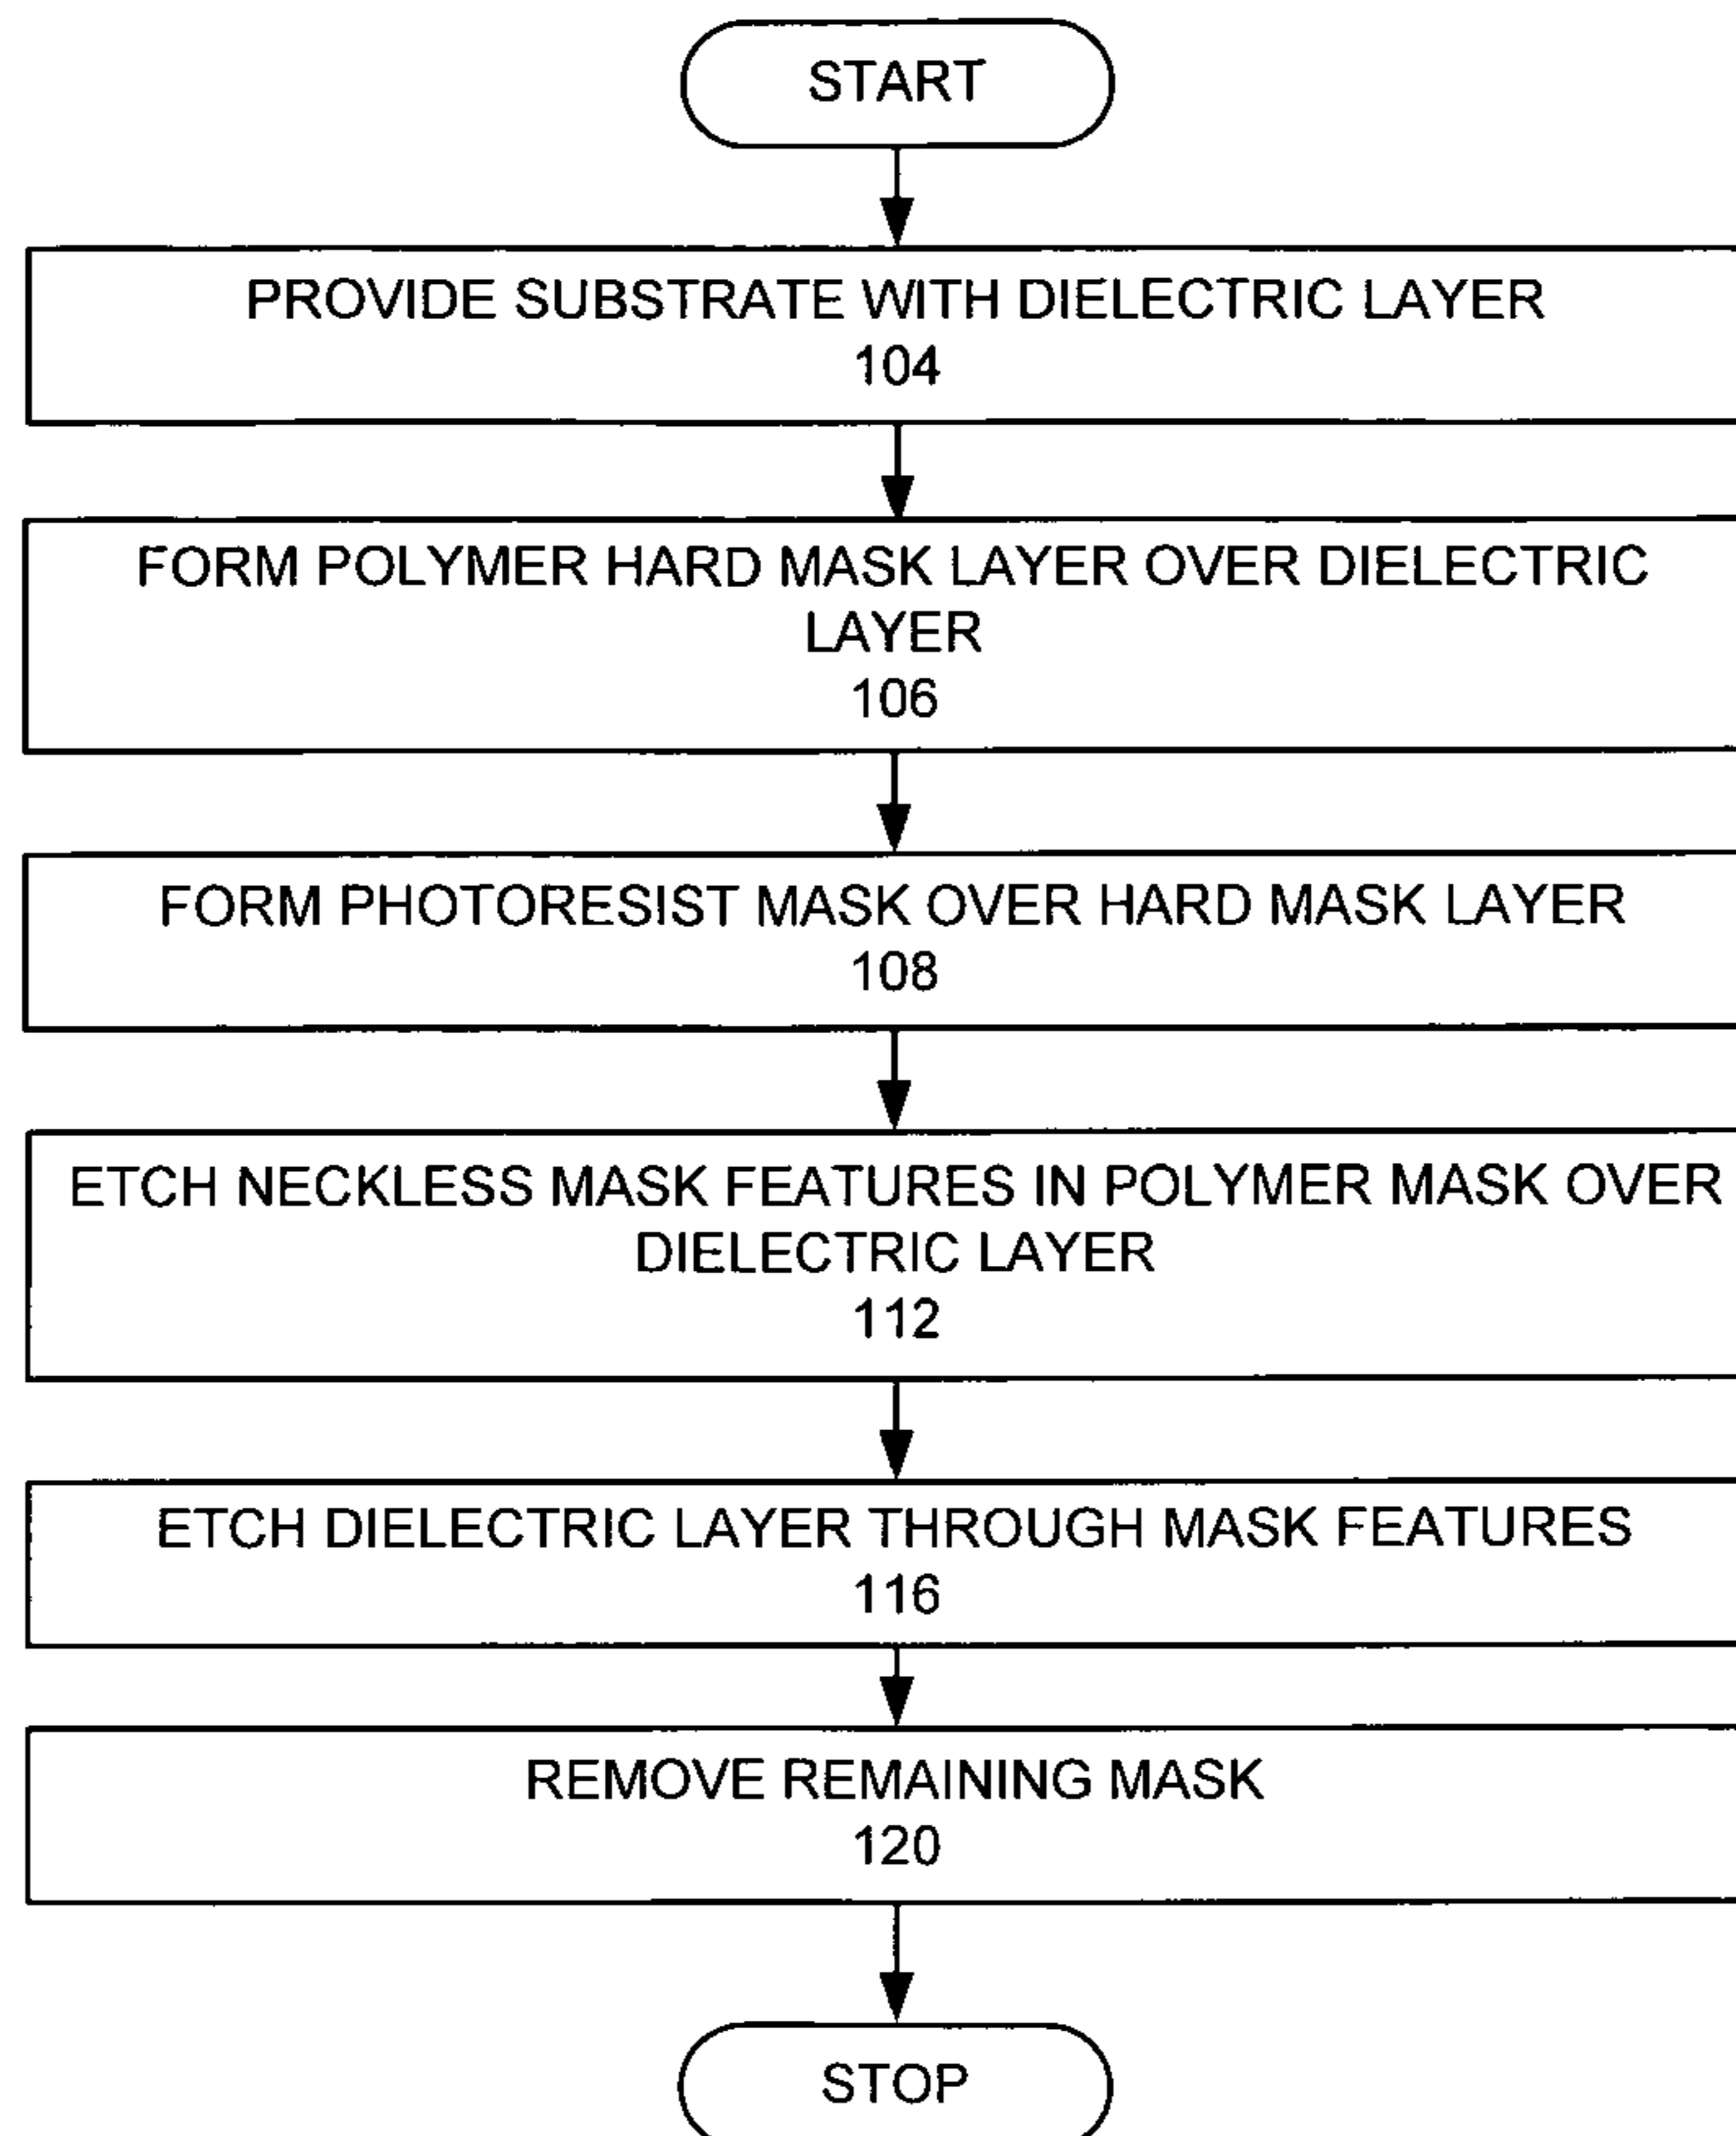 START
PROVIDE SUBSTRATE WITH DIELECTRIC LAYER
104
FORM POLYMER HARD MASK LAYER OVER DIELECTRIC
LAYER
106
FORM PHOTORESIST MASK OVER HARD MASK LAYER
108
ETCH NECKLESS MASK FEATURES IN POLYMER MASK OVER
DIELECTRIC LAYER
112
ETCH DIELECTRIC LAYER THROUGH MASK FEATURES
116
REMOVE REMAINING MASK
120
STOP